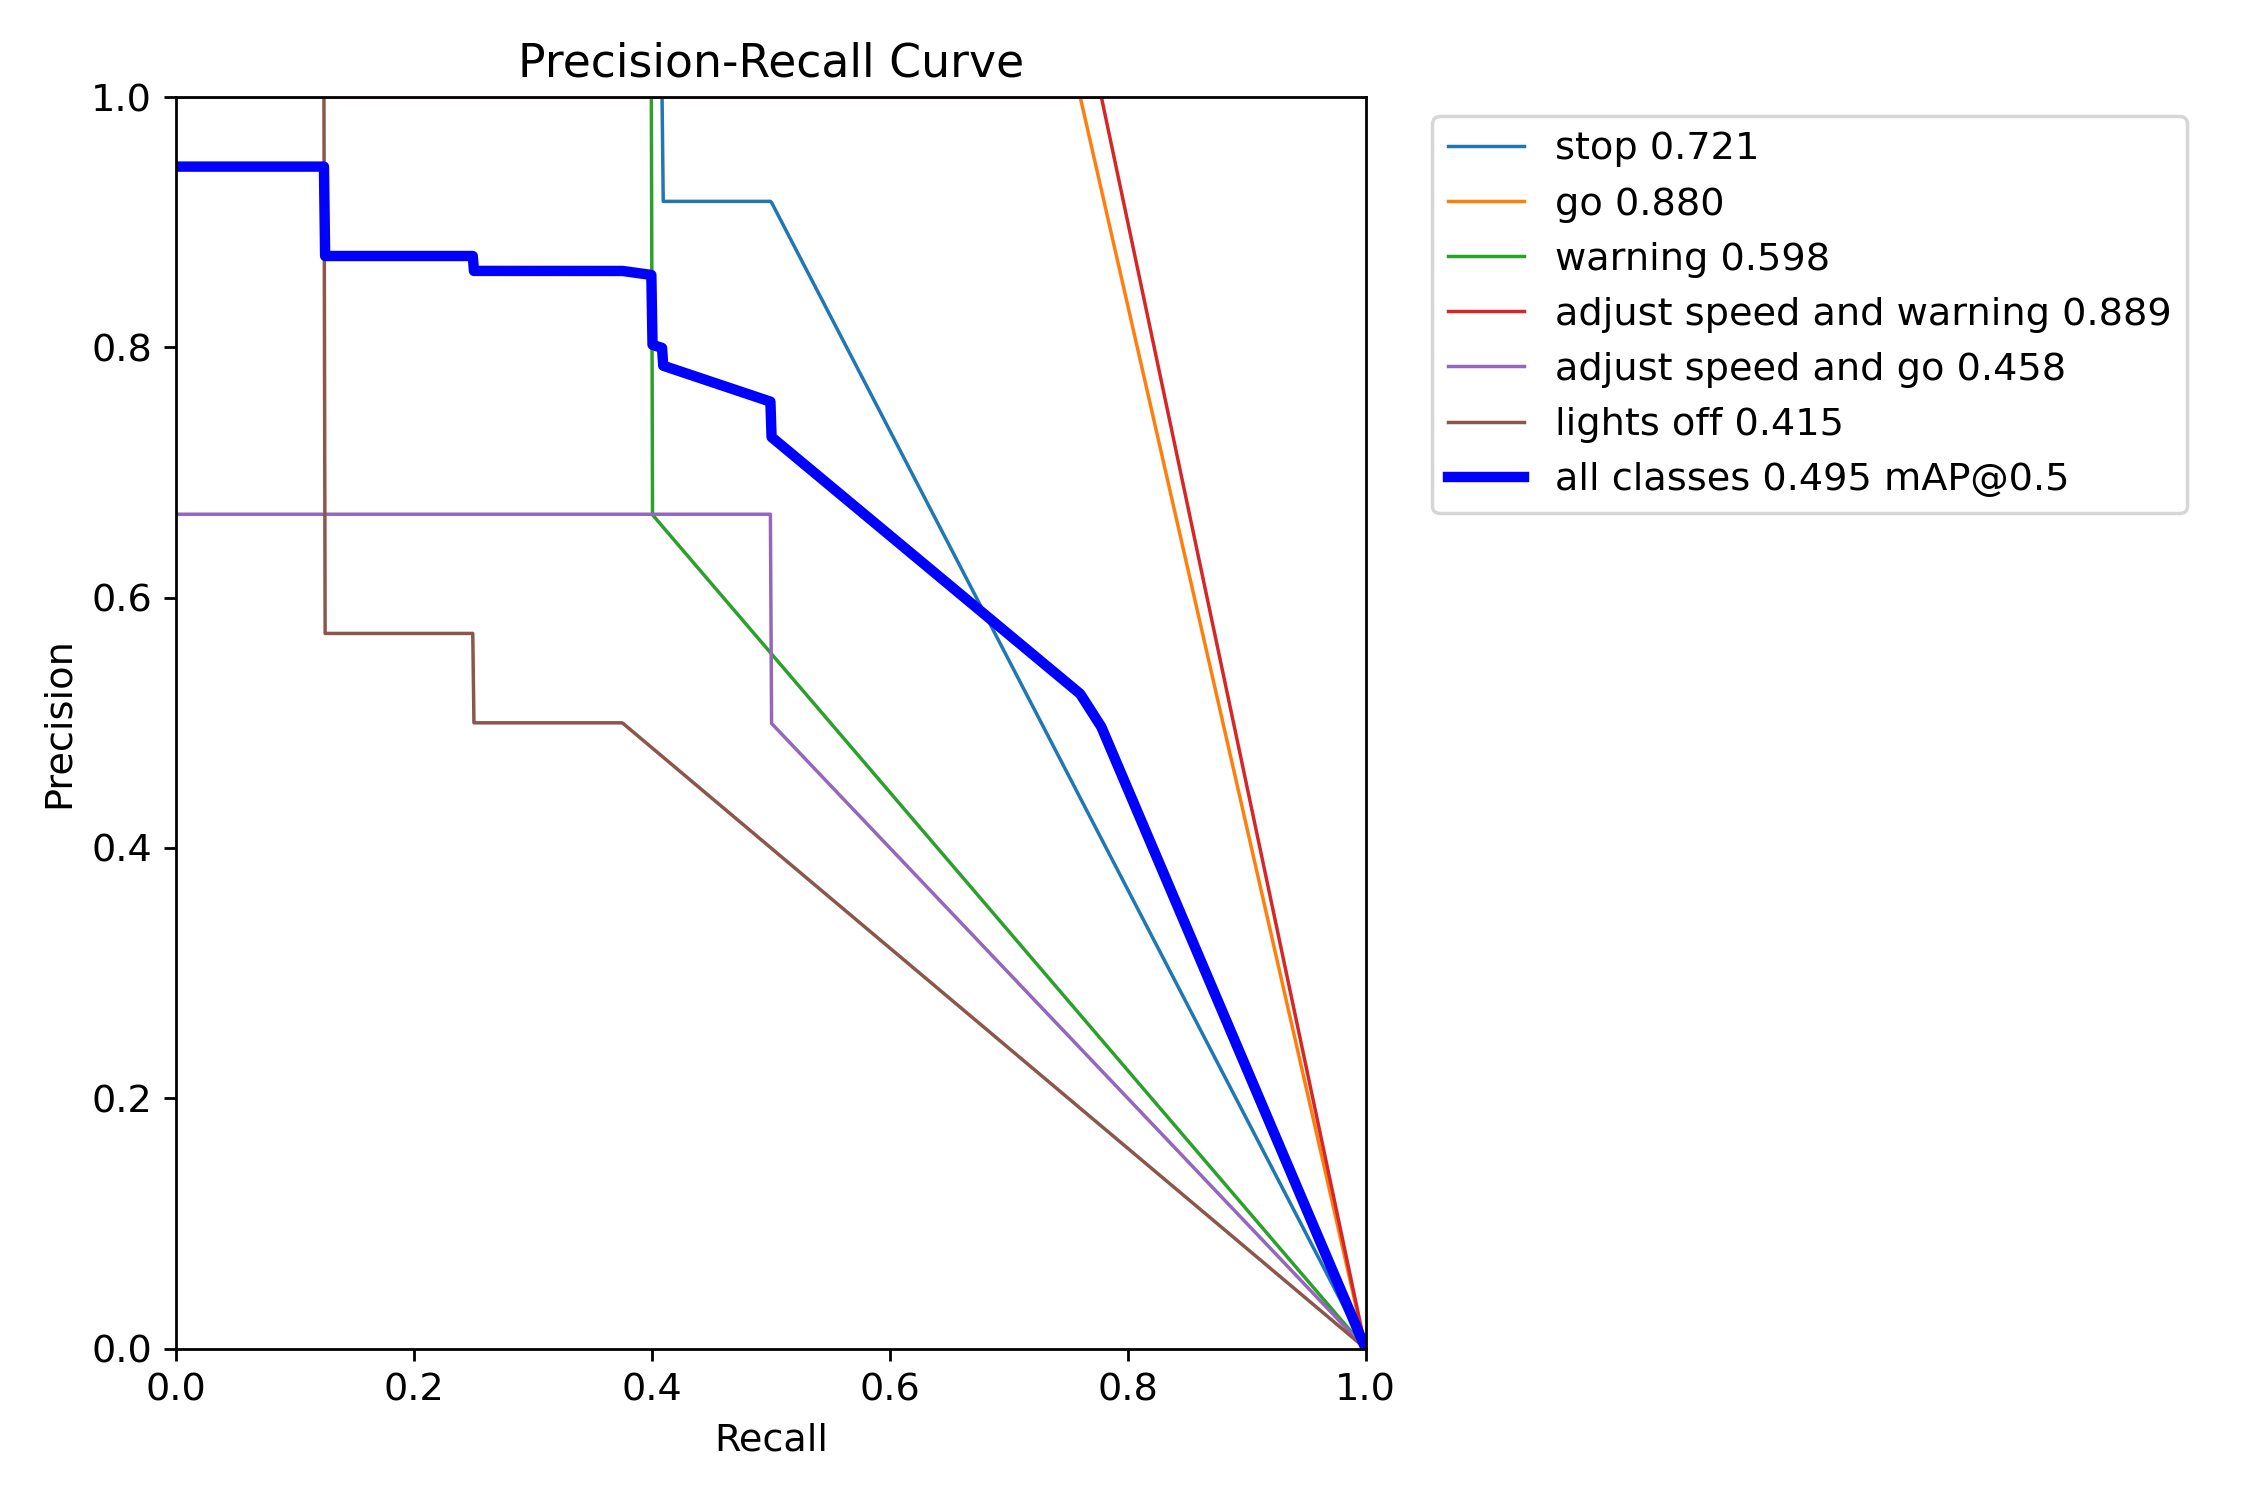 Precision-Recall Curve
1.0
0.8
0.6
0.4
0.2
0.0
Precision
0.0 0.2 0.4 0.6 0.8 1.0
Recall
stop 0.721
go 0.880
warning 0.598
adjust speed and warning 0.889
adjust speed and go 0.458
lights off 0.415
all classes 0.495 mAP@0.5